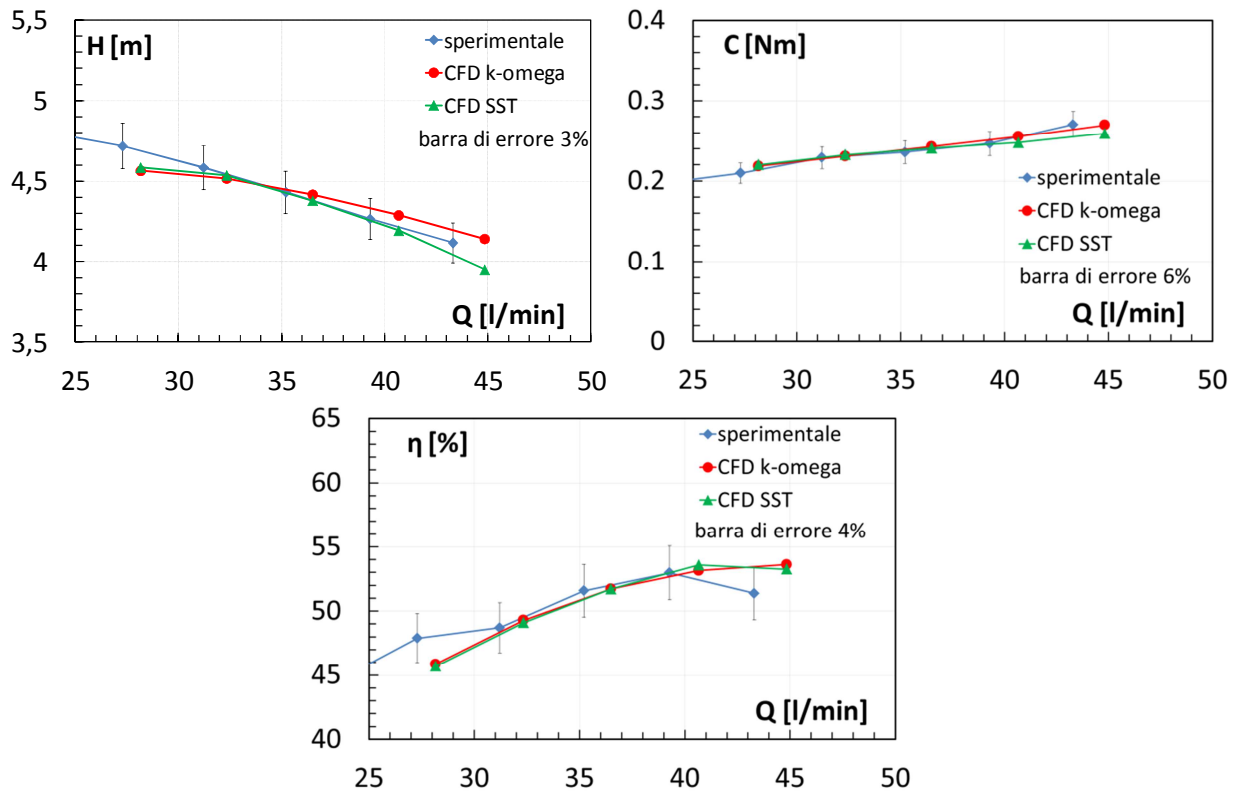 H [m]
sperimentale
CFD k-omega
CFD SST
barra di errore 3%
5,5
5
4,5
4
3,5
Q [l/min]
25 30 35 40 45 50
C [Nm]
sperimentale
CFD k-omega
CFD SST
barra di errore 6%
0.4
0.3
0.2
0.1
0
Q [l/min]
25 30 35 40 45 50
η [%]
sperimentale
CFD k-omega
CFD SST
barra di errore 4%
65
60
55
50
45
40
Q [l/min]
25 30 35 40 45 50